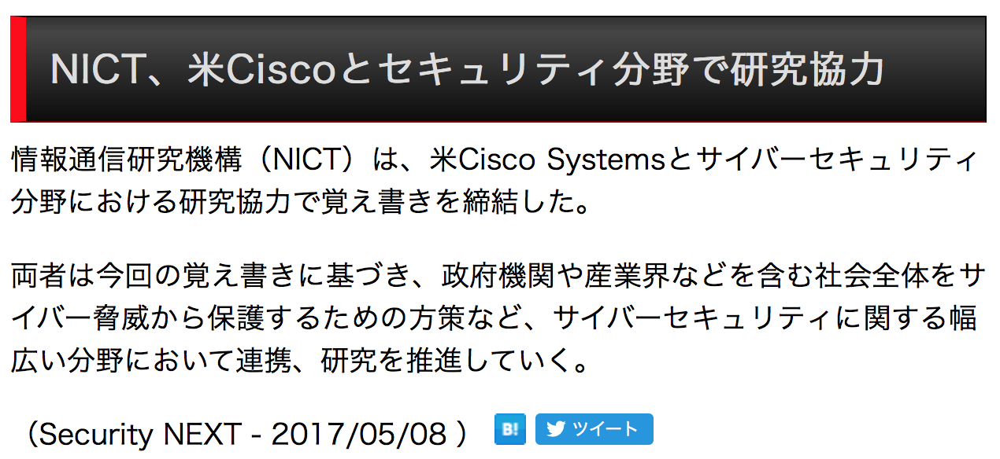 NICT、米Ciscoとセキュリティ分野で研究協力
情報通信研究機構（NICT）は、米Cisco Systemsとサイバーセキュリティ
分野における研究協力で覚え書きを締結した。
両者は今回の覚え書きに基づき、政府機関や産業界などを含む社会全体をサ
イバー脅威から保護するための方策など、サイバーセキュリティに関する幅
広い分野において連携、研究を推進していく。
（Security NEXT - 2017/05/08 ） B! ツイート